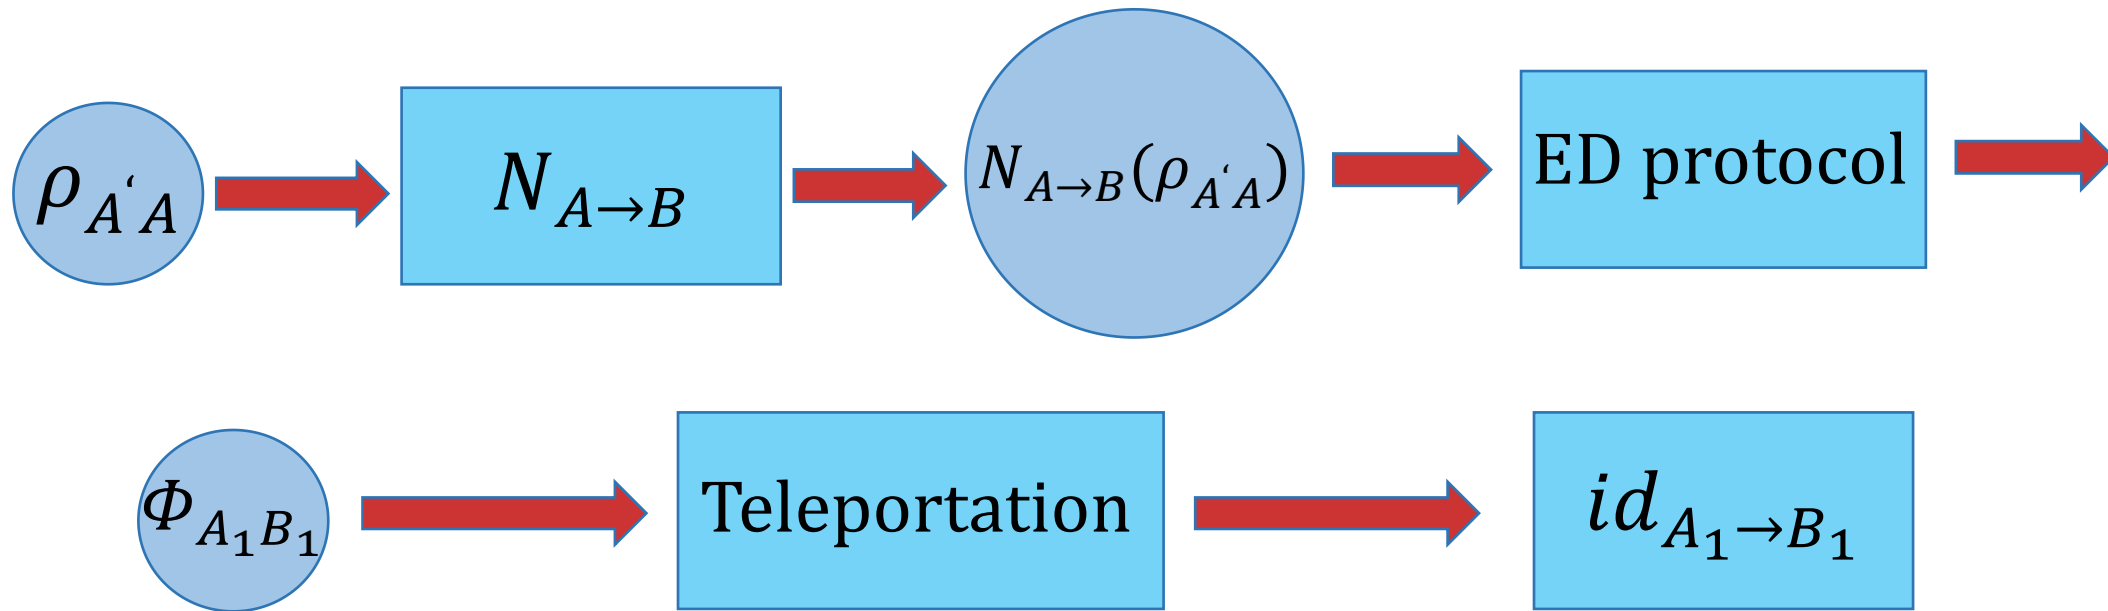 ρ_{A‘A}
N_{A→B}
N_{A→B}(ρ_{A‘A})
ED protocol
Φ_{A_1B_1}
Teleportation
id_{A_1→B_1}